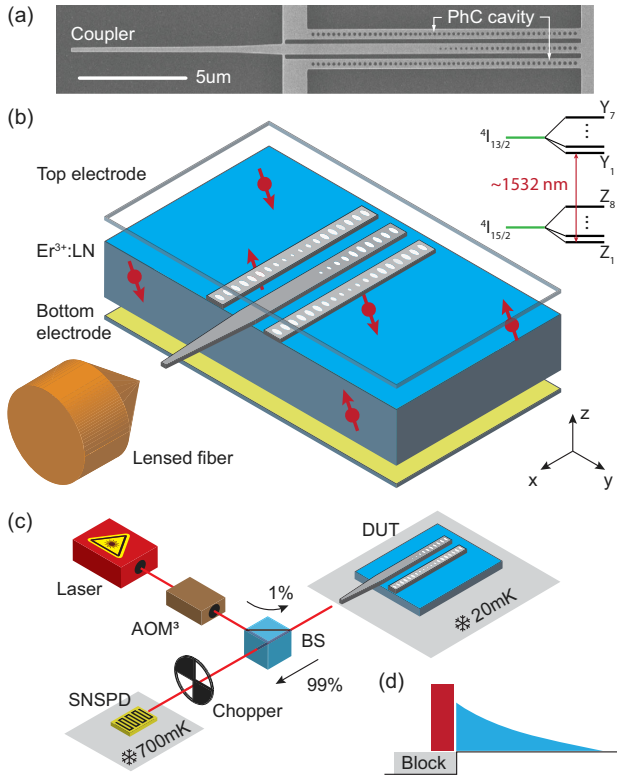 (a)
PhC cavity
Coupler
5um
(b)
Y7
⋮
⁴I13/2
Y1
Top electrode
~1532 nm
Z8
Er³⁺:LN
⋮
⁴I15/2
Z1
Bottom
electrode
Lensed fiber
z
x
y
(c)
DUT
Laser
1%
AOM³
BS
20mK
99%
SNSPD
Chopper
(d)
700mK
Block